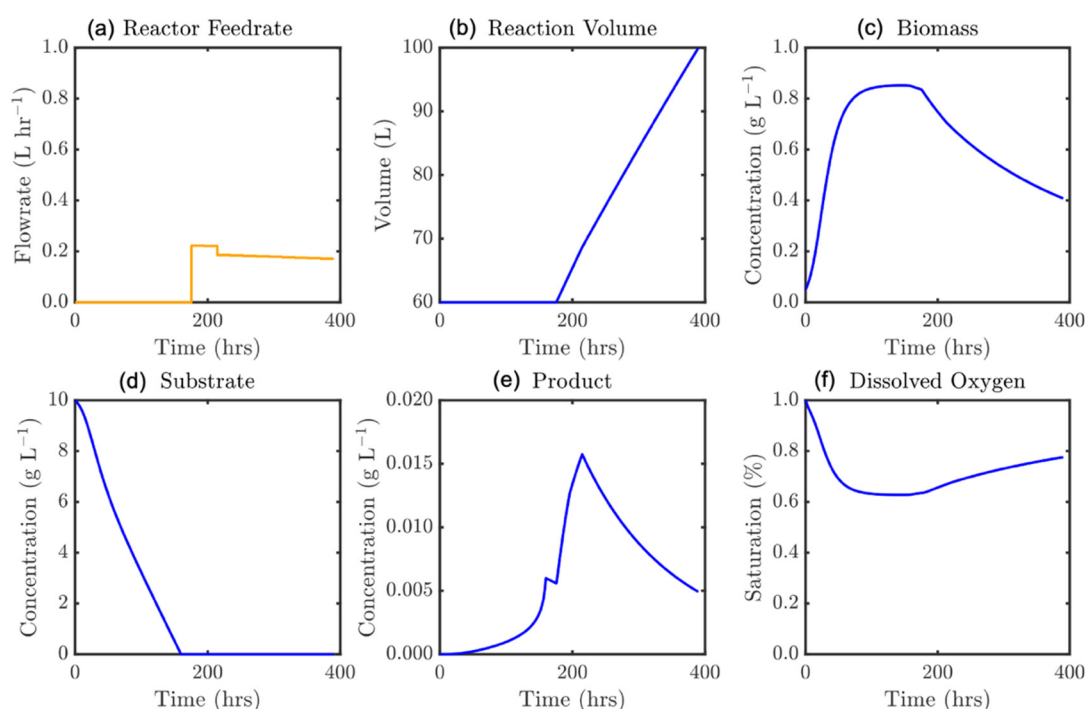 (a) Reactor Feedrate
1.0
0.8
0.6
0.4
0.2
0.0
0 200 400
Flowrate (L hr⁻¹)
Time (hrs)
(b) Reaction Volume
100
90
80
70
60
0 200 400
Volume (L)
Time (hrs)
(c) Biomass
1.0
0.8
0.6
0.4
0.2
0.0
0 200 400
Concentration (g L⁻¹)
Time (hrs)
(d) Substrate
10
8
6
4
2
0
0 200 400
Concentration (g L⁻¹)
Time (hrs)
(e) Product
0.020
0.015
0.010
0.005
0.000
0 200 400
Concentration (g L⁻¹)
Time (hrs)
(f) Dissolved Oxygen
1.0
0.8
0.6
0.4
0.2
0.0
0 200 400
Saturation (%)
Time (hrs)